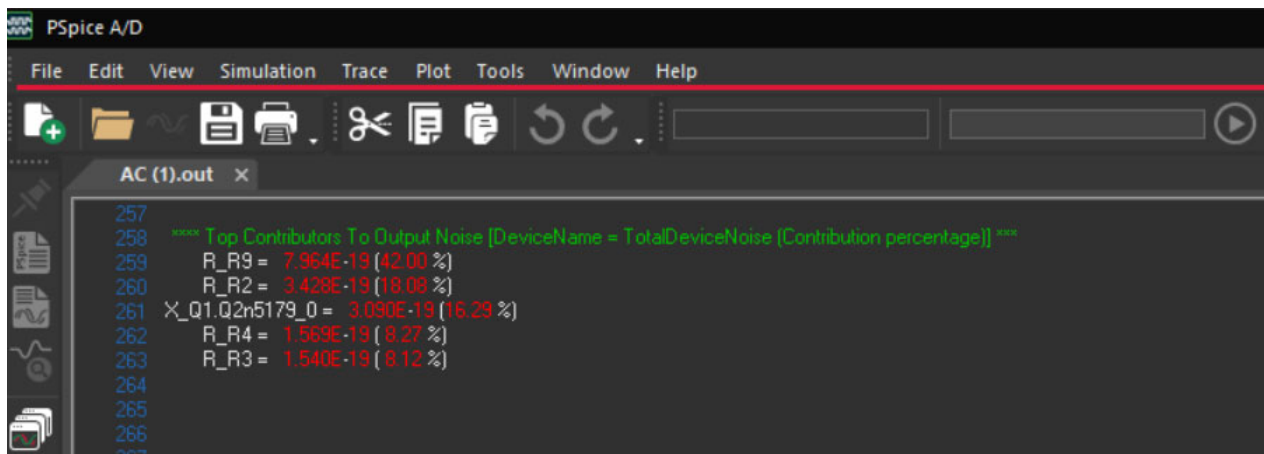 PSpice A/D
File Edit View Simulation Trace Plot Tools Window Help
AC (1).out ×
257
258 **** Top Contributors To Output Noise [DeviceName = TotalDeviceNoise (Contribution percentage)] ***
259 R_R9 = 7.964E-19 (42.00 %)
260 R_R2 = 3.428E-19 (18.08 %)
261 X_Q1.Q2n5179_0 = 3.090E-19 (16.29 %)
262 R_R4 = 1.569E-19 ( 8.27 %)
263 R_R3 = 1.540E-19 ( 8.12 %)
264
265
266
PSpice